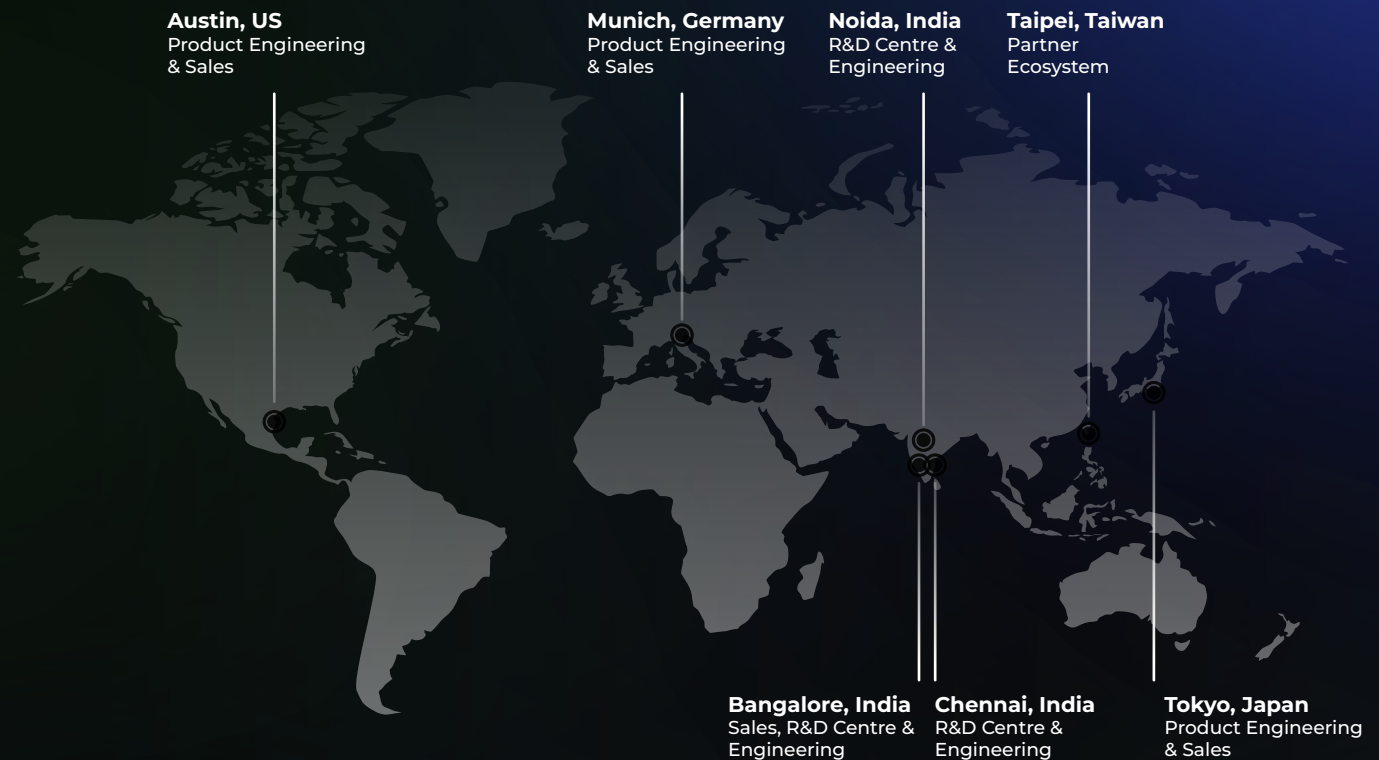 Austin, US
Product Engineering
& Sales
Munich, Germany
Product Engineering
& Sales
Noida, India
R&D Centre &
Engineering
Taipei, Taiwan
Partner
Ecosystem
Bangalore, India
Sales, R&D Centre &
Engineering
Chennai, India
R&D Centre &
Engineering
Tokyo, Japan
Product Engineering
& Sales